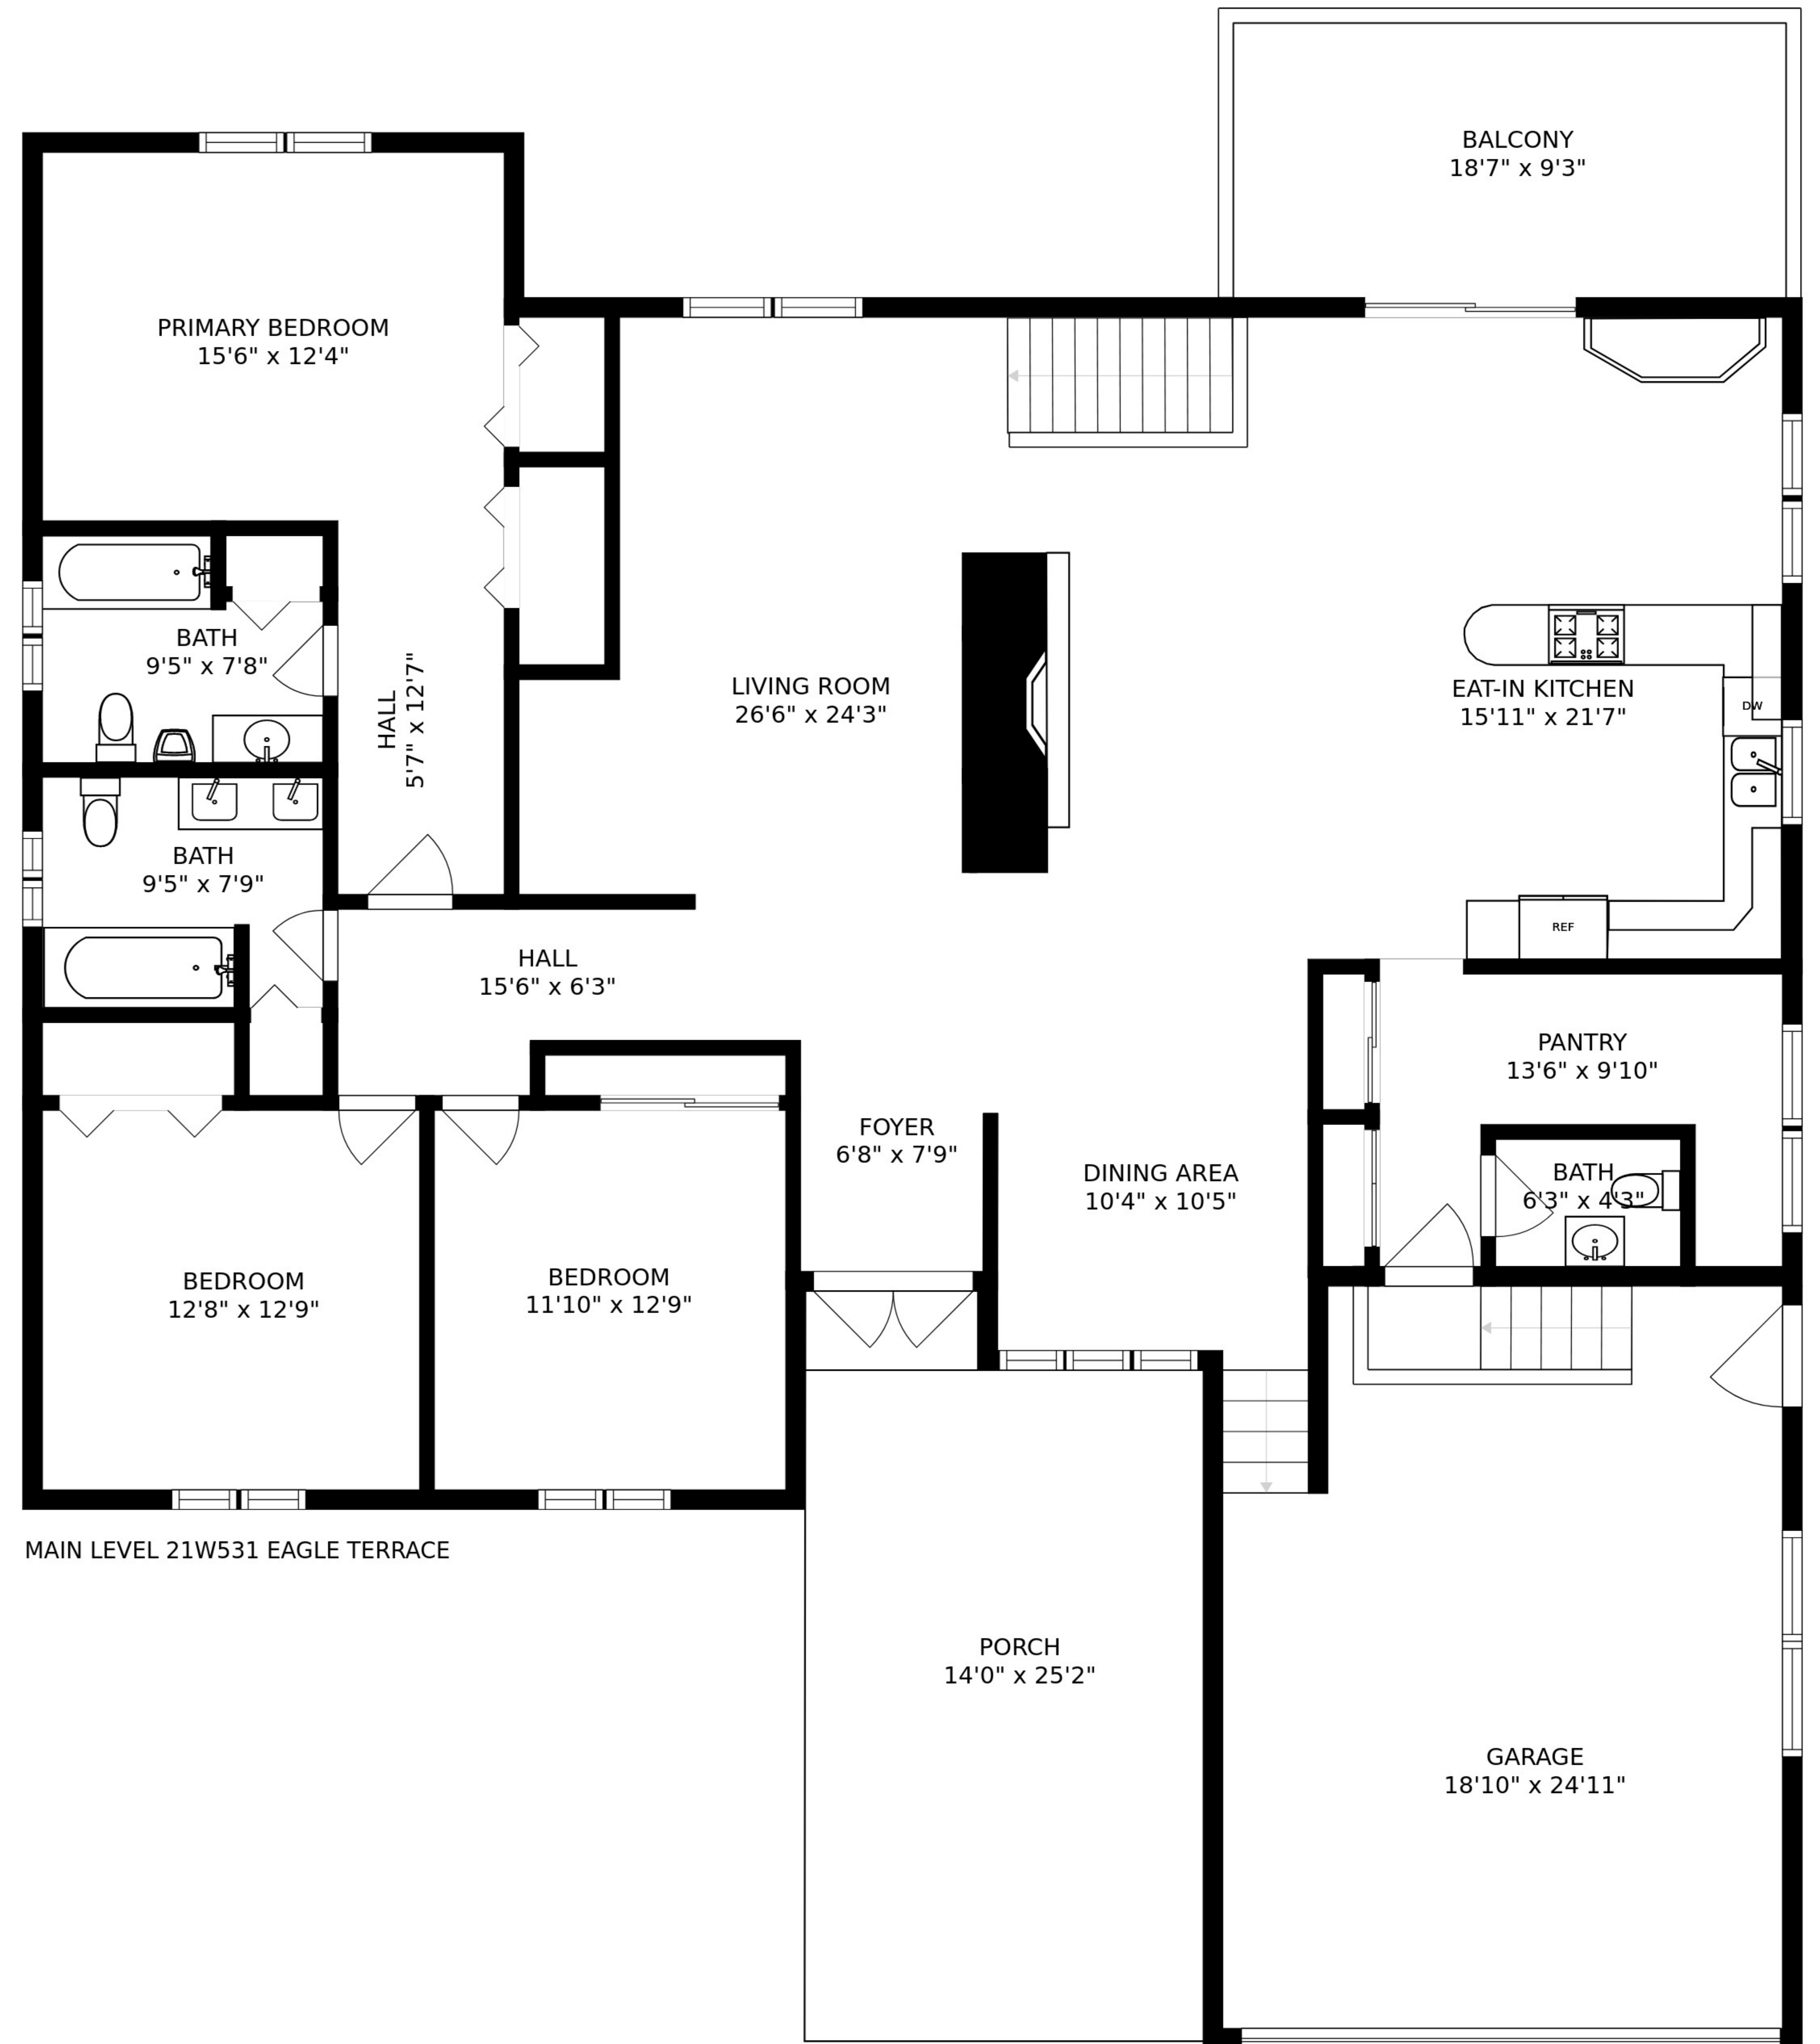 BALCONY
18'7" x 9'3"
PRIMARY BEDROOM
15'6" x 12'4"
BATH
9'5" x 7'8"
HALL
5'7" x 12'7"
LIVING ROOM
26'6" x 24'3"
EAT-IN KITCHEN
15'11" x 21'7"
DW
BATH
9'5" x 7'9"
REF
HALL
15'6" x 6'3"
PANTRY
13'6" x 9'10"
FOYER
6'8" x 7'9"
DINING AREA
10'4" x 10'5"
BATH
6'3" x 4'3"
BEDROOM
12'8" x 12'9"
BEDROOM
11'10" x 12'9"
MAIN LEVEL 21W531 EAGLE TERRACE
PORCH
14'0" x 25'2"
GARAGE
18'10" x 24'11"